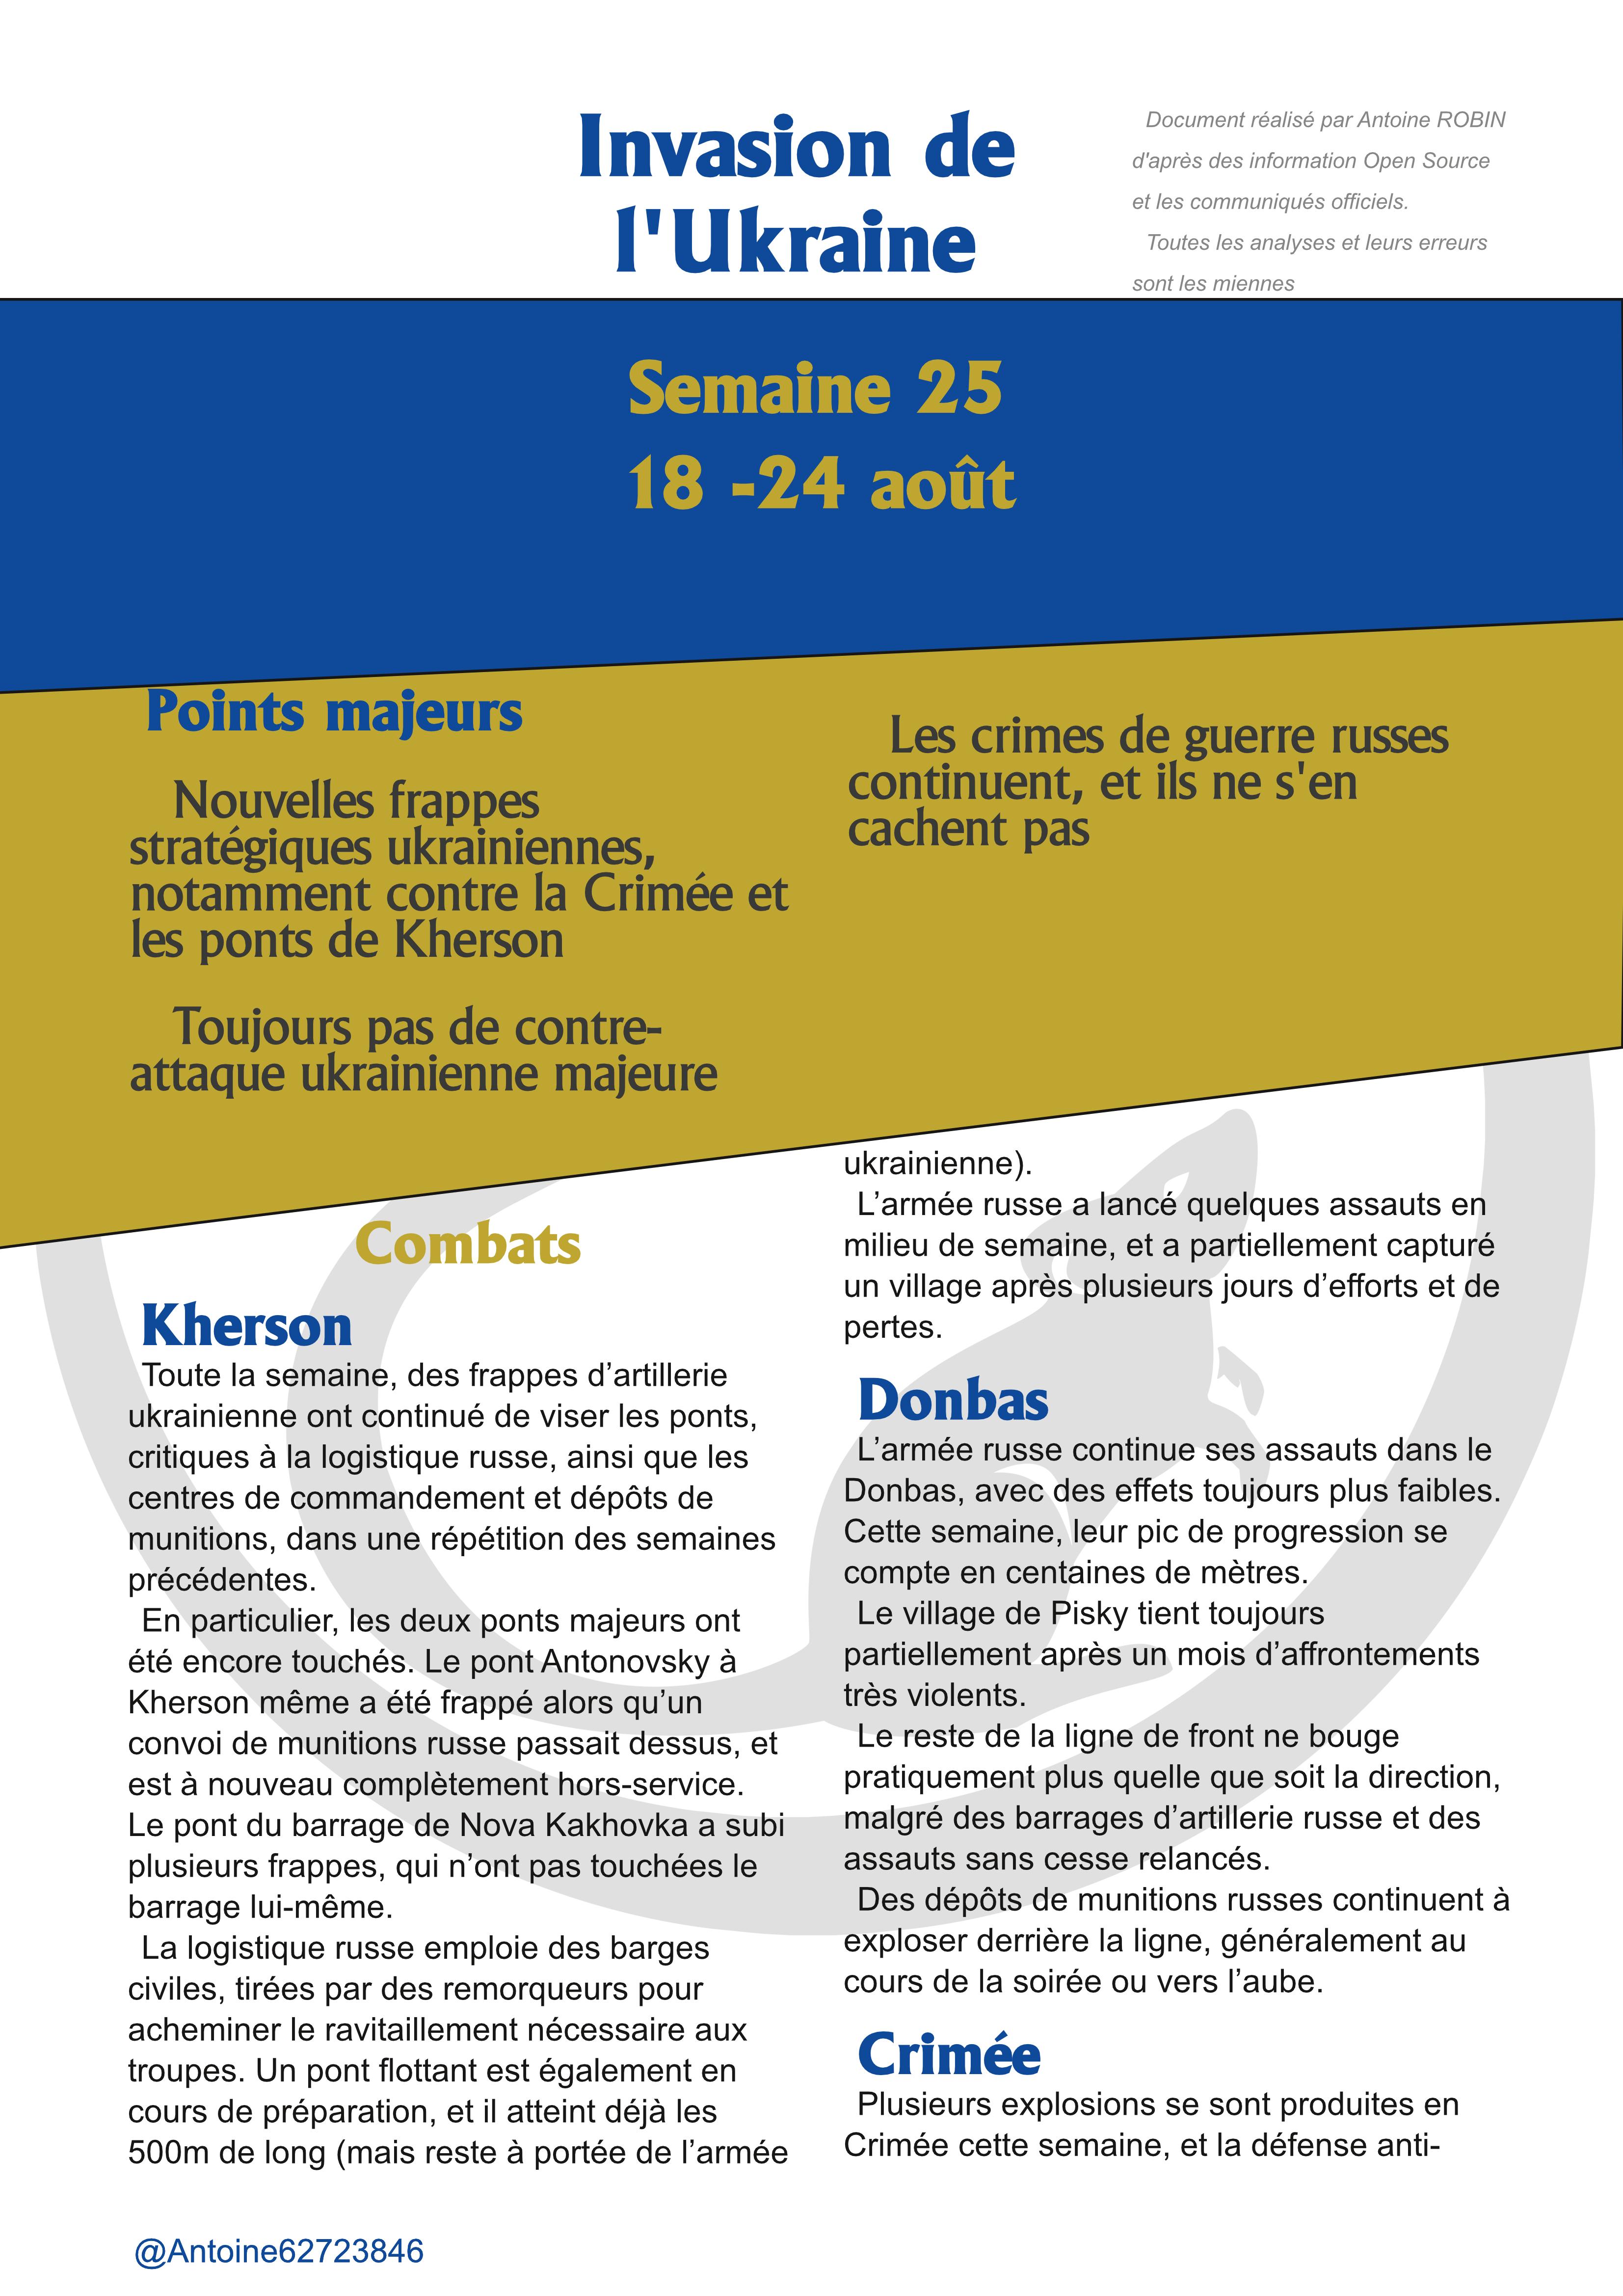 Invasion de
l'Ukraine
Document réalisé par Antoine ROBIN
d'après des information Open Source
et les communiqués officiels.
Toutes les analyses et leurs erreurs
sont les miennes
Semaine 25
18 -24 août
Points majeurs
Nouvelles frappes
stratégiques ukrainiennes,
notamment contre la Crimée et
les ponts de Kherson
Toujours pas de contre-
attaque ukrainienne majeure
Les crimes de guerre russes
continuent, et ils ne s'en
cachent pas
Combats
Kherson
Toute la semaine, des frappes d’artillerie
ukrainienne ont continué de viser les ponts,
critiques à la logistique russe, ainsi que les
centres de commandement et dépôts de
munitions, dans une répétition des semaines
précédentes.
En particulier, les deux ponts majeurs ont
été encore touchés. Le pont Antonovsky à
Kherson même a été frappé alors qu’un
convoi de munitions russe passait dessus, et
est à nouveau complètement hors-service.
Le pont du barrage de Nova Kakhovka a subi
plusieurs frappes, qui n’ont pas touchées le
barrage lui-même.
La logistique russe emploie des barges
civiles, tirées par des remorqueurs pour
acheminer le ravitaillement nécessaire aux
troupes. Un pont flottant est également en
cours de préparation, et il atteint déjà les
500m de long (mais reste à portée de l’armée
ukrainienne).
L’armée russe a lancé quelques assauts en
milieu de semaine, et a partiellement capturé
un village après plusieurs jours d’efforts et de
pertes.
Donbas
L’armée russe continue ses assauts dans le
Donbas, avec des effets toujours plus faibles.
Cette semaine, leur pic de progression se
compte en centaines de mètres.
Le village de Pisky tient toujours
partiellement après un mois d’affrontements
très violents.
Le reste de la ligne de front ne bouge
pratiquement plus quelle que soit la direction,
malgré des barrages d’artillerie russe et des
assauts sans cesse relancés.
Des dépôts de munitions russes continuent à
exploser derrière la ligne, généralement au
cours de la soirée ou vers l’aube.
Crimée
Plusieurs explosions se sont produites en
Crimée cette semaine, et la défense anti-
@Antoine62723846